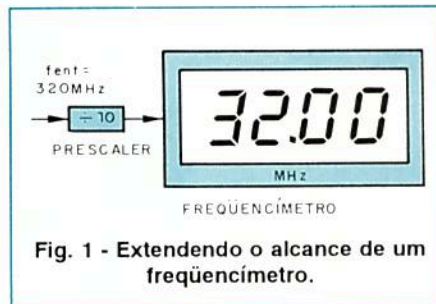 fent=
320MHz
÷ 10
PRESCALER
32.00
MHz
FREQÜENCÍMETRO
Fig. 1 - Extendendo o alcance de um
freqüencímetro.